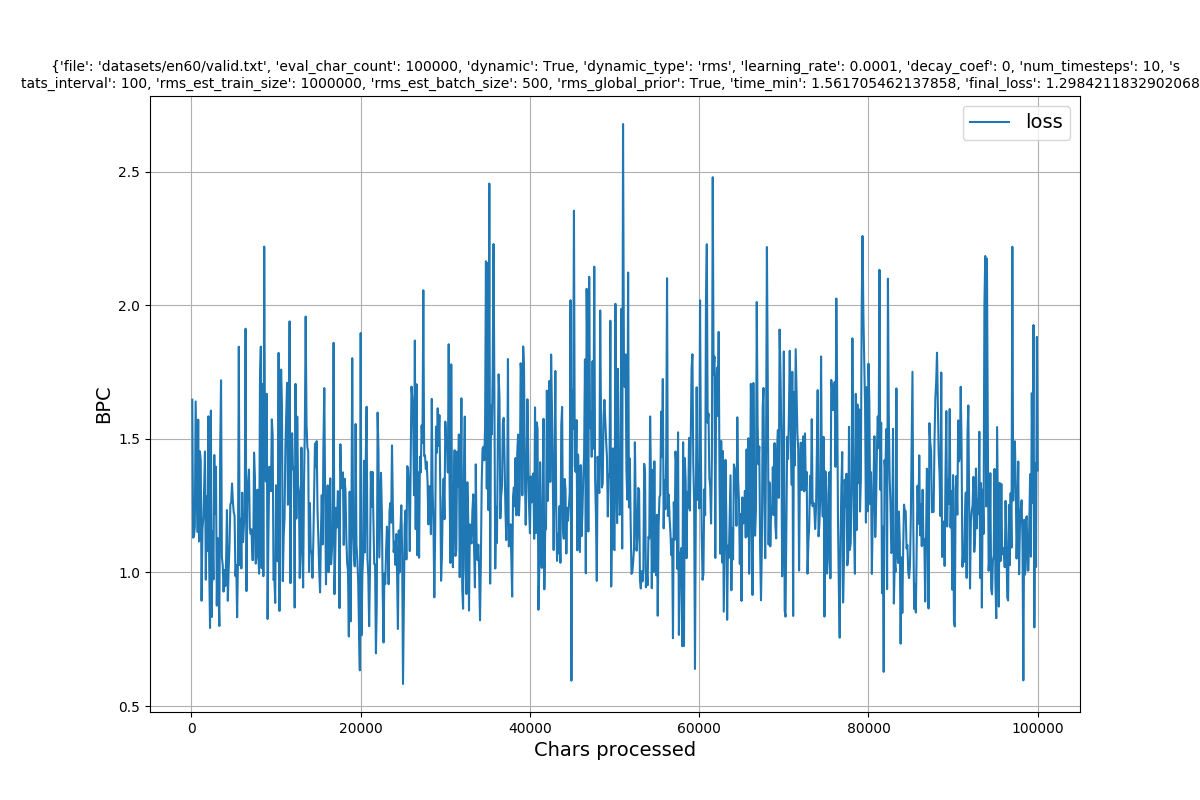 {'file': 'datasets/en60/valid.txt', 'eval_char_count': 100000, 'dynamic': True, 'dynamic_type': 'rms', 'learning_rate': 0.0001, 'decay_coef': 0, 'num_timesteps': 10, 's
tats_interval': 100, 'rms_est_train_size': 1000000, 'rms_est_batch_size': 500, 'rms_global_prior': True, 'time_min': 1.561705462137858, 'final_loss': 1.2984211832902068
loss
2.5
2.0
1.5
1.0
0.5
BPC
0 20000 40000 60000 80000 100000
Chars processed